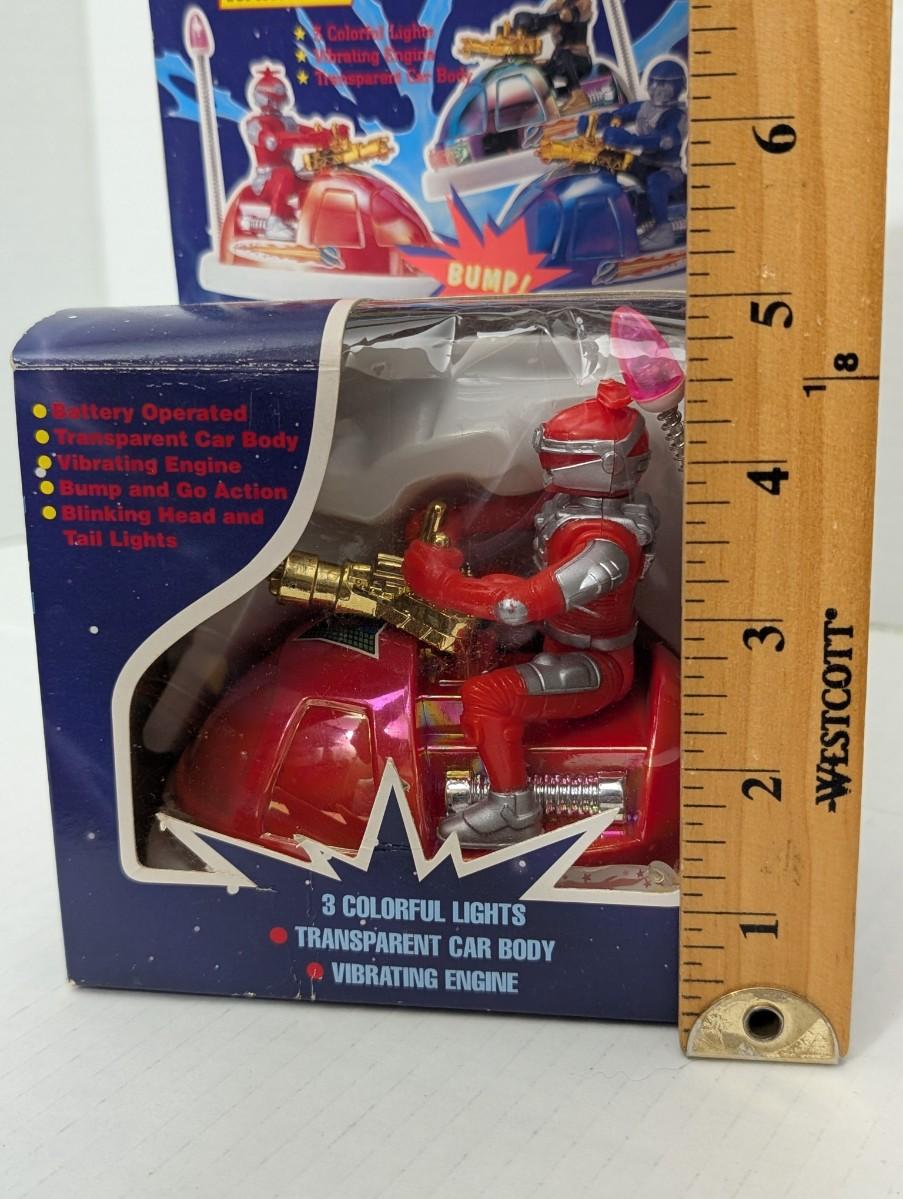 3 Colorful Lights
Vibrating Engine
Transparent Car Body
BUMP!
Battery Operated
Transparent Car Body
Vibrating Engine
Bump and Go Action
Blinking Head and
Tail Lights
3 COLORFUL LIGHTS
TRANSPARENT CAR BODY
VIBRATING ENGINE
6
5
1
8
4
3
2
1
WESTCOTT